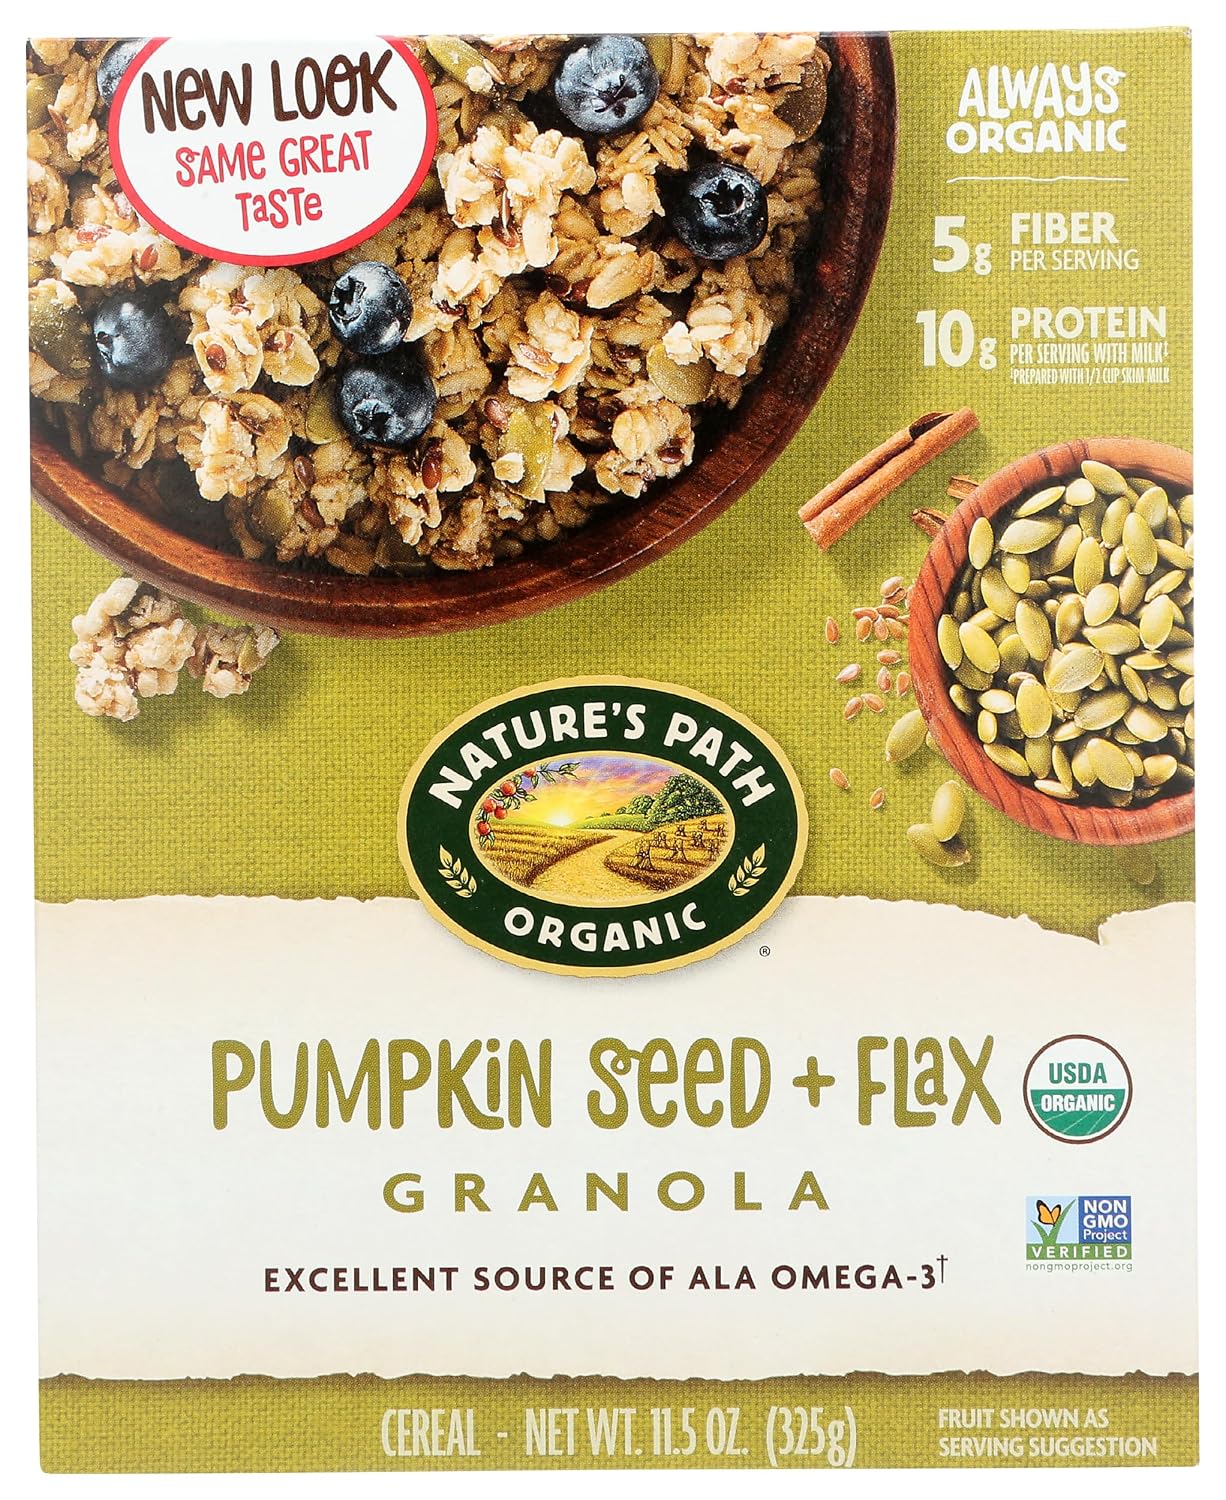 NEW LOOK
SAME GREAT
TASTE
ALWAYS
ORGANIC
5g FIBER
PER SERVING
10g PROTEIN
PER SERVING WITH MILK‡
‡PREPARED WITH 1/2 CUP SKIM MILK
NATURE'S PATH
ORGANIC
®
PUMPKIN SEED + FLAX
GRANOLA
EXCELLENT SOURCE OF ALA OMEGA-3†
USDA
ORGANIC
NON
GMO
Project
VERIFIED
nongmoproject.org
CEREAL - NET WT. 11.5 OZ. (325g)
FRUIT SHOWN AS
SERVING SUGGESTION